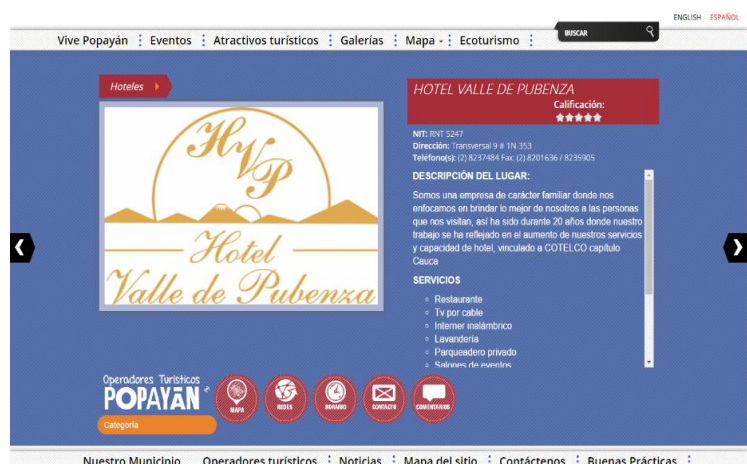 ENGLISH ESPAÑOL
Vive Popayán Eventos Atractivos turísticos Galerías Mapa Ecoturismo
BUSCAR
Hoteles
HVP
Hotel
Valle de Pubenza
HOTEL VALLE DE PUBENZA
Calificación:
NIT: RNT 5247
Dirección: Transversal 9 # 1N-353
Teléfono(s): (2) 8237484 Fax: (2) 8201636 / 8235905
DESCRIPCIÓN DEL LUGAR:
Somos una empresa de carácter familiar donde nos
enfocamos en brindar lo mejor de nosotros a las personas
que nos visitan, así ha sido durante 20 años donde nuestro
trabajo se ha reflejado en el aumento de nuestros servicios
y capacidad de hotel, vinculado a COTELCO capítulo
Cauca
SERVICIOS
Restaurante
Tv por cable
Interner inalámbrico
Lavandería
Parqueadero privado
Salones de eventos
Operadores Turísticos
POPAYÁN
Categoría
MAPA
REDES
HORARIO
CONTACTO
COMENTARIOS
Nuestro Municipio Operadores turísticos Noticias Mapa del sitio Contáctenos Buenas Prácticas